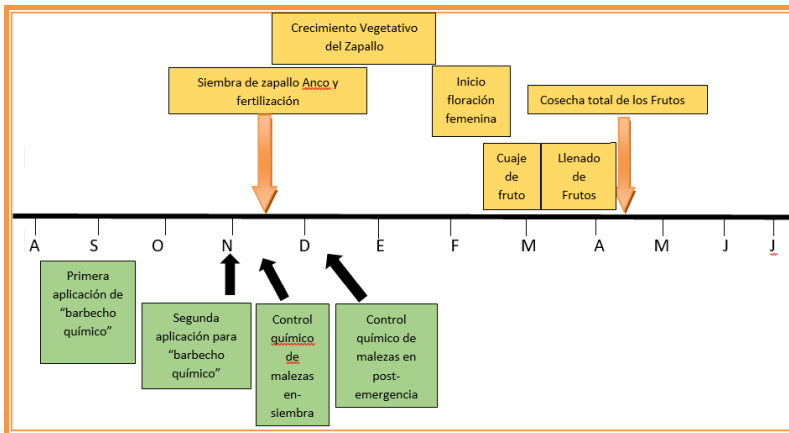 Crecimiento Vegetativo
del Zapallo
Siembra de zapallo Anco y
fertilización
Inicio
floración
femenina
Cosecha total de los Frutos
Cuaje
de
fruto
Llenado
de
Frutos
A S O N D E F M A M J J
Primera
aplicación de
“barbecho
químico”
Segunda
aplicación para
“barbecho
químico”
Control
químico
de
malezas
en-
siembra
Control
químico de
malezas en
post-
emergencia